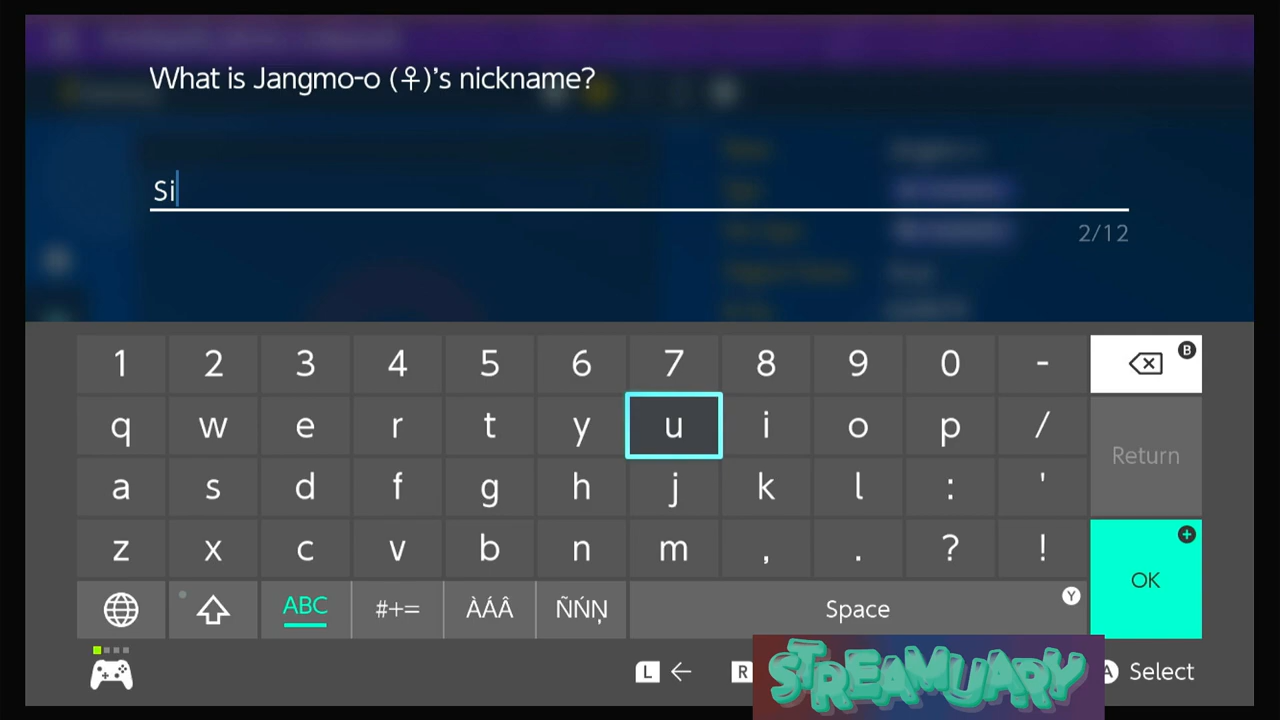 What is Jangmo-o (♀)'s nickname?
Si
2/12
1 2 3 4 5 6 7 8 9 0 - B
q w e r t y u i o p /
Return
a s d f g h j k l : '
z x c v b n m , . ? ! +
OK
ABC #+= ÀÁÂ ÑŃŅ Space Y
L ← R A Select
STREAMUARY